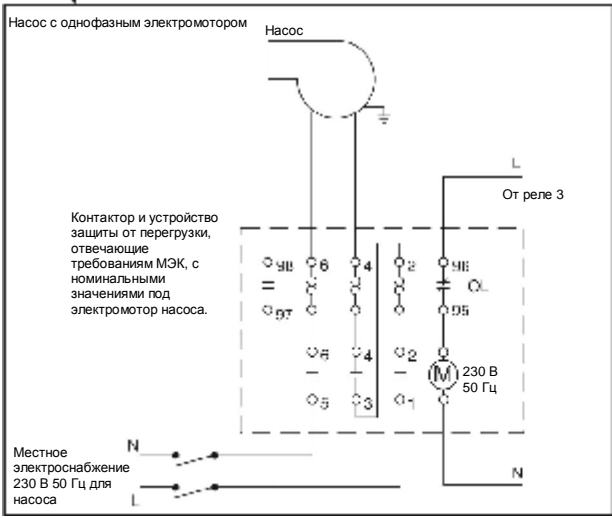 Насос с однофазным электромотором
Насос
L
От реле 3
Контактор и устройство
защиты от перегрузки,
отвечающие
требованиям МЭК, с
номинальными
значениями под
электромотор насоса.
98 6 4 2 96
OL
97 95
6 4 2
M 230 В
50 Гц
5 3 1
N
Местное
электроснабжение
230 В 50 Гц для
насоса
L
N